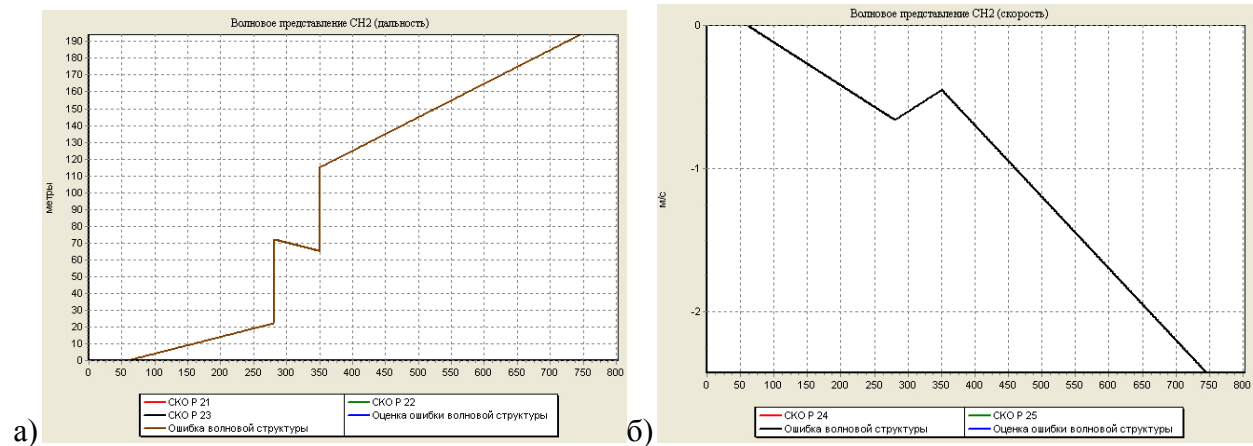 Волновое представление СН2 (дальность)
метры
190
180
170
160
150
140
130
120
110
100
90
80
70
60
50
40
30
20
10
0
0 50 100 150 200 250 300 350 400 450 500 550 600 650 700 750 800
СКО Р 21 СКО Р 22
СКО Р 23 Оценка ошибки волновой структуры
Ошибка волновой структуры
а)
Волновое представление СН2 (скорость)
м/с
0
-1
-2
0 50 100 150 200 250 300 350 400 450 500 550 600 650 700 750 800
СКО Р 24 СКО Р 25
Ошибка волновой структуры Оценка ошибки волновой структуры
б)